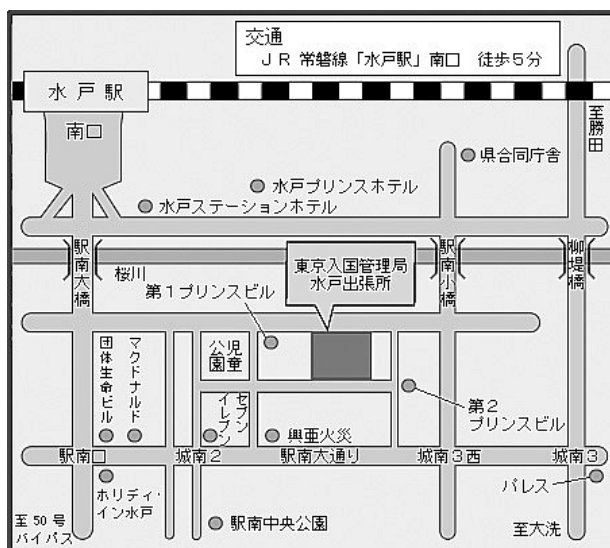 交通
ＪＲ 常磐線「水戸駅」南口　徒歩５分
水戸駅
南口
至勝田
県合同庁舎
水戸プリンスホテル
水戸ステーションホテル
駅南大橋
桜川
東京入国管理局
水戸出張所
駅南小橋
柳堤橋
第１プリンスビル
団体生命ビル
マクドナルド
児童
公園
セブン
イレブン
興亜火災
第２
プリンスビル
駅南口
城南２
駅南大通り
城南３西
城南３
ホリディ・
イン水戸
パレス
至50号
バイパス
駅南中央公園
至大洗